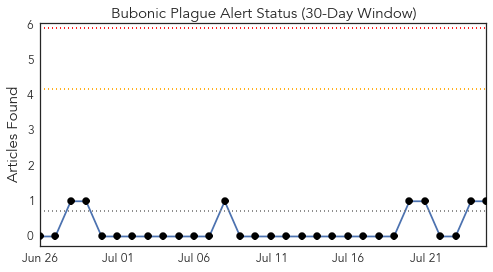 Bubonic Plague Alert Status (30-Day Window)
Articles Found
6
5
4
3
2
1
0
Jun 26
Jul 01
Jul 06
Jul 11
Jul 16
Jul 21